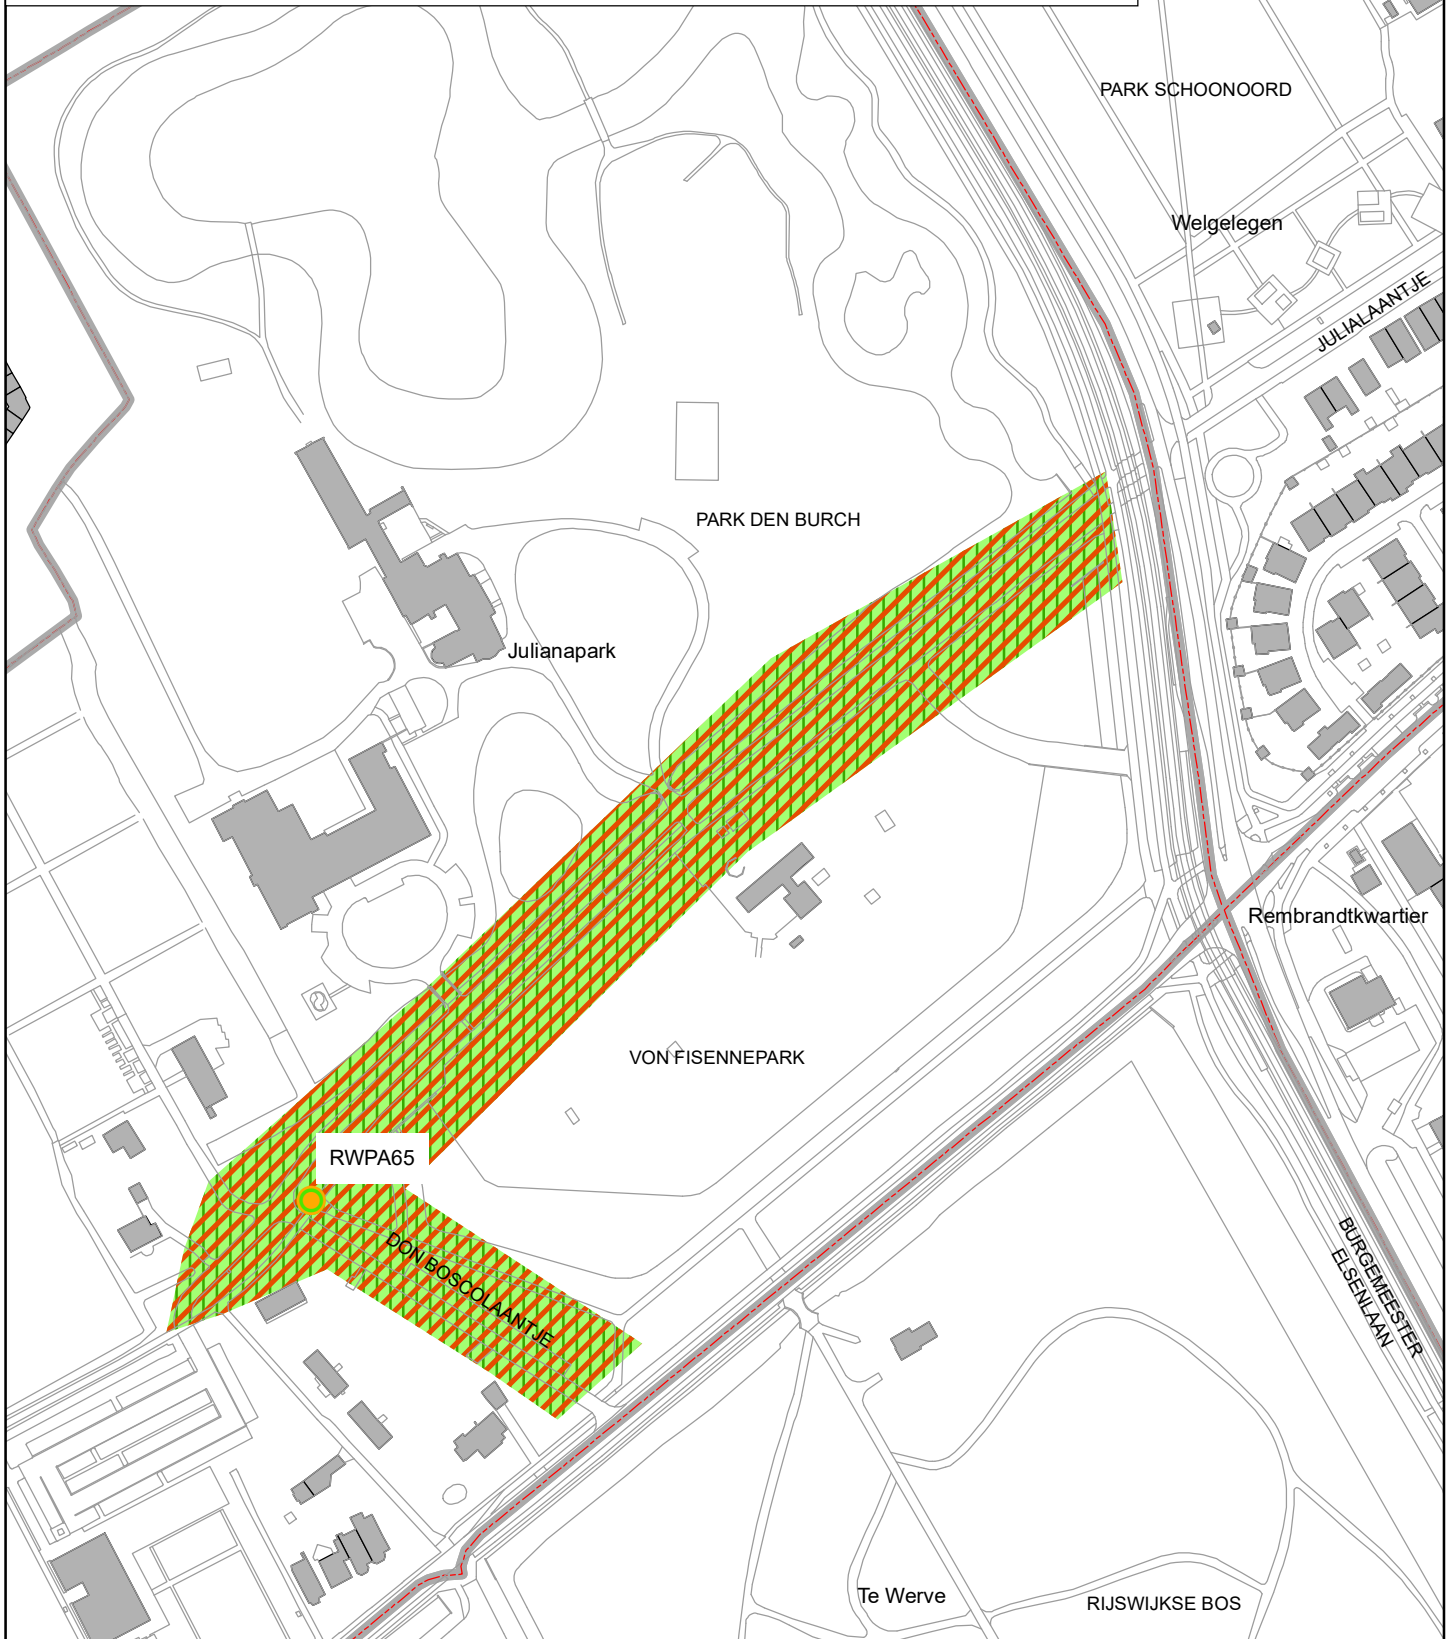 PARK SCHOONOORD
Welgelegen
JULIALAANTJE
PARK DEN BURCH
Julianapark
Rembrandtkwartier
VON FISENNEPARK
RWPA65
DON BOSCOLAANTJE
BURGEMEESTER
ELSENLAAN
Te Werve
RIJSWIJKSE BOS